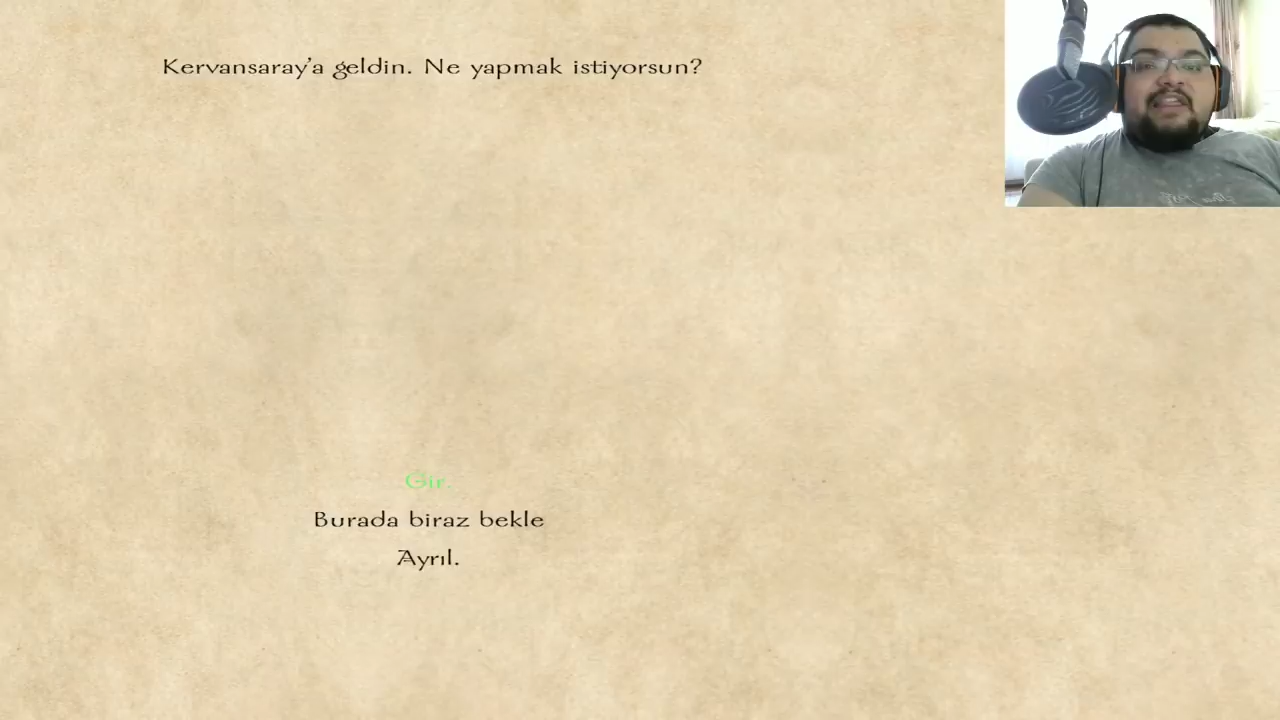 Kervansaray'a geldin. Ne yapmak istiyorsun?
Gir.
Burada biraz bekle
Ayrıl.